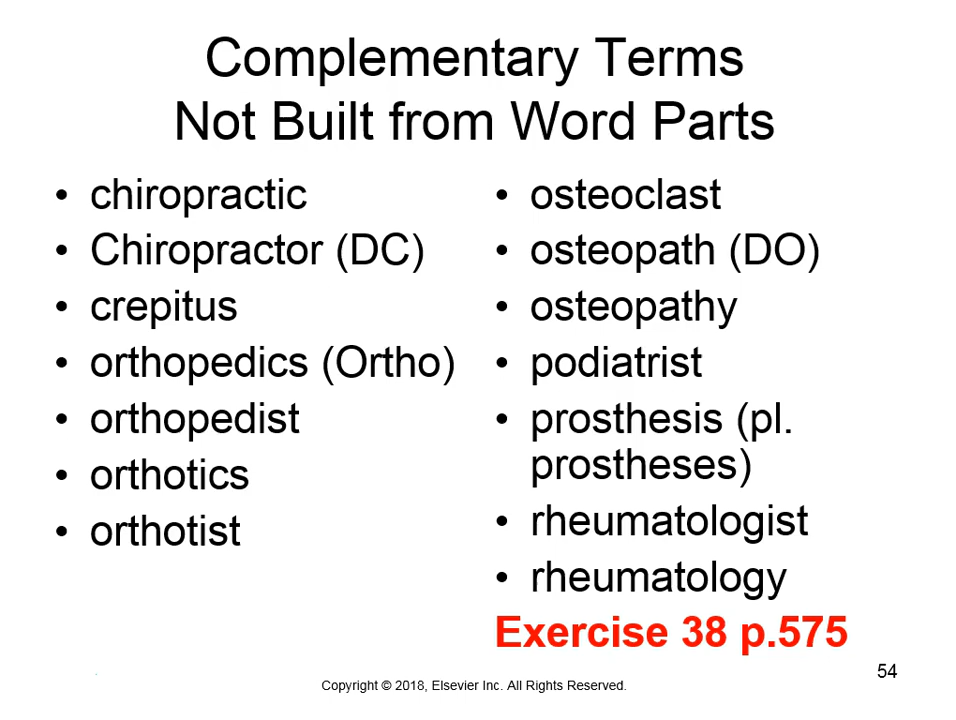 Complementary Terms
Not Built from Word Parts
• chiropractic
• Chiropractor (DC)
• crepitus
• orthopedics (Ortho)
• orthopedist
• orthotics
• orthotist
• osteoclast
• osteopath (DO)
• osteopathy
• podiatrist
• prosthesis (pl.
prostheses)
• rheumatologist
• rheumatology
Exercise 38 p.575
54
Copyright © 2018, Elsevier Inc. All Rights Reserved.